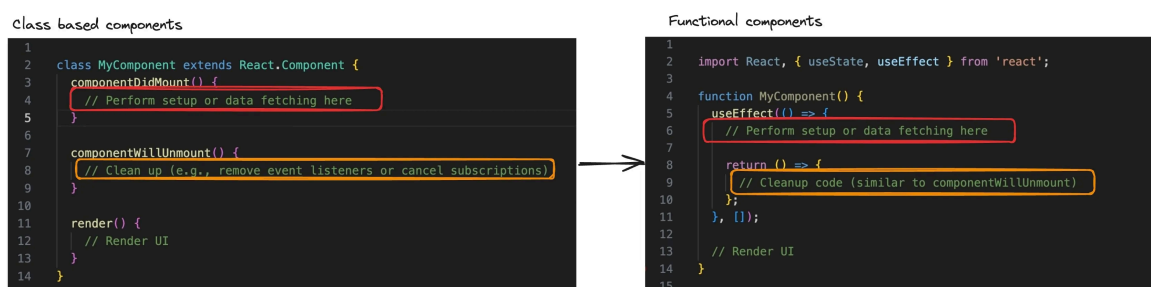 Class based components
1
2 class MyComponent extends React.Component {
3 componentDidMount() {
4 // Perform setup or data fetching here
5 }
6
7 componentWillUnmount() {
8 // Clean up (e.g., remove event listeners or cancel subscriptions)
9 }
10
11 render() {
12 // Render UI
13 }
14 }
Functional components
1
2 import React, { useState, useEffect } from 'react';
3
4 function MyComponent() {
5 useEffect(() => {
6 // Perform setup or data fetching here
7
8 return () => {
9 // Cleanup code (similar to componentWillUnmount)
10 };
11 }, []);
12
13 // Render UI
14 }
15